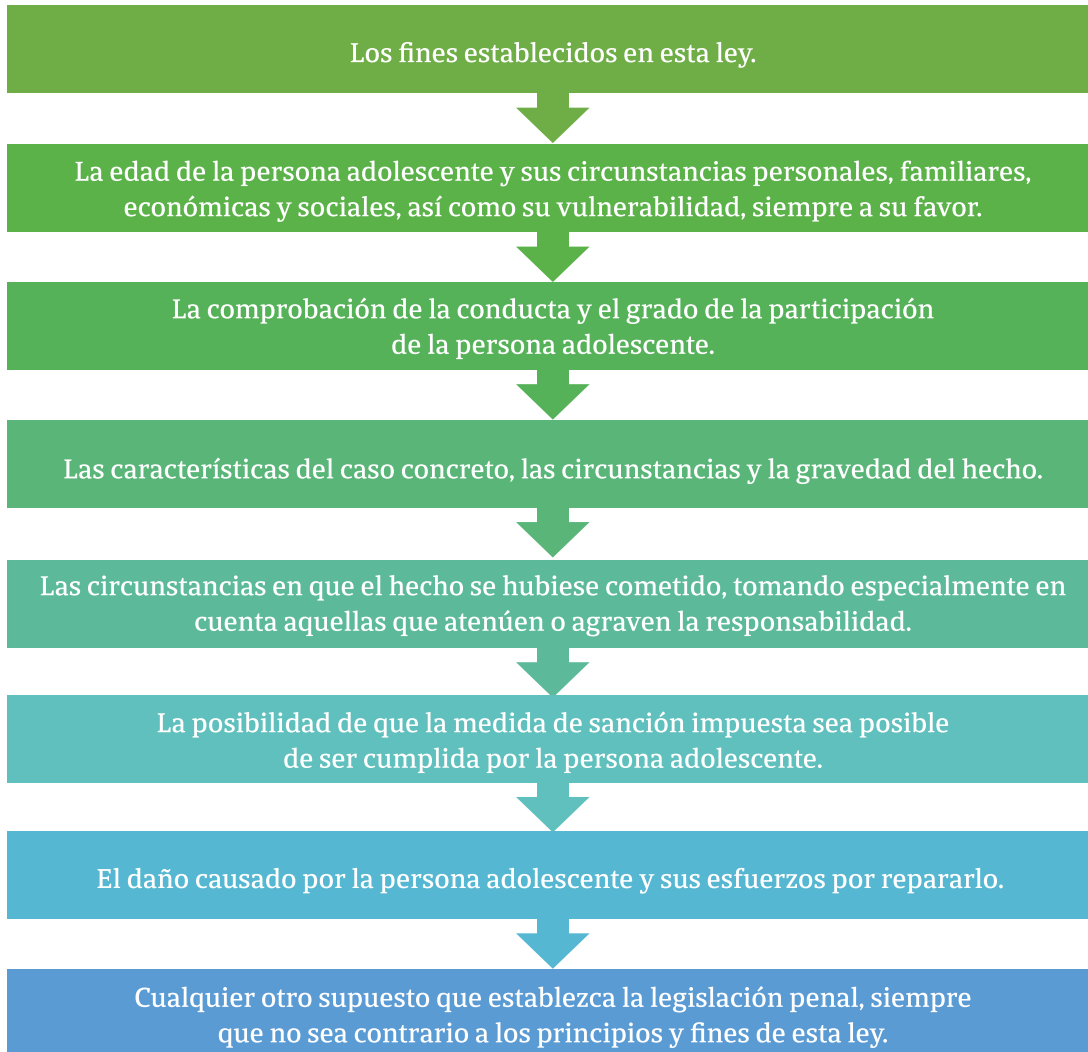 Los fines establecidos en esta ley.
La edad de la persona adolescente y sus circunstancias personales, familiares,
económicas y sociales, así como su vulnerabilidad, siempre a su favor.
La comprobación de la conducta y el grado de la participación
de la persona adolescente.
Las características del caso concreto, las circunstancias y la gravedad del hecho.
Las circunstancias en que el hecho se hubiese cometido, tomando especialmente en
cuenta aquellas que atenúen o agraven la responsabilidad.
La posibilidad de que la medida de sanción impuesta sea posible
de ser cumplida por la persona adolescente.
El daño causado por la persona adolescente y sus esfuerzos por repararlo.
Cualquier otro supuesto que establezca la legislación penal, siempre
que no sea contrario a los principios y fines de esta ley.